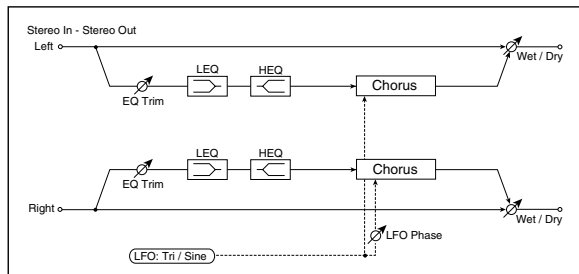 Stereo In - Stereo Out
Left
Wet / Dry
LEQ
HEQ
EQ Trim
Chorus
LEQ
HEQ
EQ Trim
Chorus
Right
Wet / Dry
LFO Phase
LFO: Tri / Sine